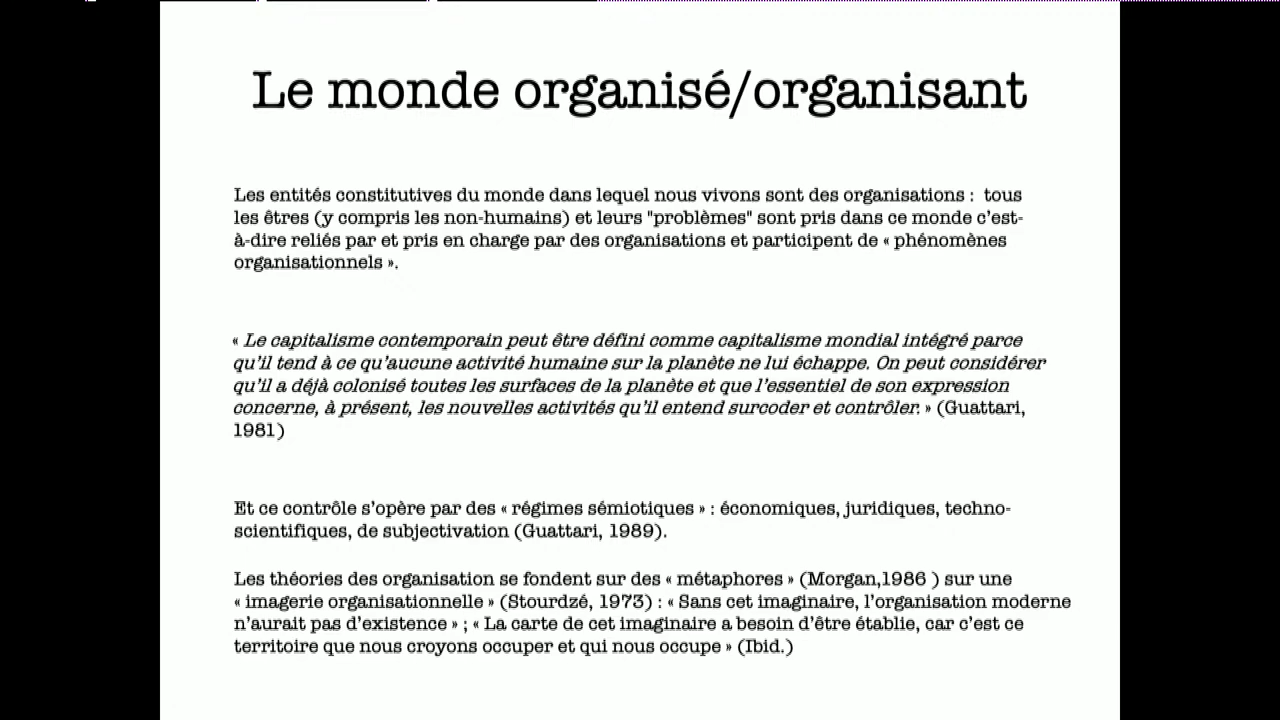 Le monde organisé/organisant
Les entités constitutives du monde dans lequel nous vivons sont des organisations :  tous
les êtres (y compris les non-humains) et leurs "problèmes" sont pris dans ce monde c’est-
à-dire reliés par et pris en charge par des organisations et participent de « phénomènes
organisationnels ».
« Le capitalisme contemporain peut être défini comme capitalisme mondial intégré parce
qu’il tend à ce qu’aucune activité humaine sur la planète ne lui échappe. On peut considérer
qu’il a déjà colonisé toutes les surfaces de la planète et que l’essentiel de son expression
concerne, à présent, les nouvelles activités qu’il entend surcoder et contrôler. » (Guattari,
1981)
Et ce contrôle s’opère par des « régimes sémiotiques » : économiques, juridiques, techno-
scientifiques, de subjectivation (Guattari, 1989).
Les théories des organisation se fondent sur des « métaphores » (Morgan,1986 ) sur une
« imagerie organisationnelle » (Stourdzé, 1973) : « Sans cet imaginaire, l’organisation moderne
n’aurait pas d’existence » ; « La carte de cet imaginaire a besoin d’être établie, car c’est ce
territoire que nous croyons occuper et qui nous occupe » (Ibid.)